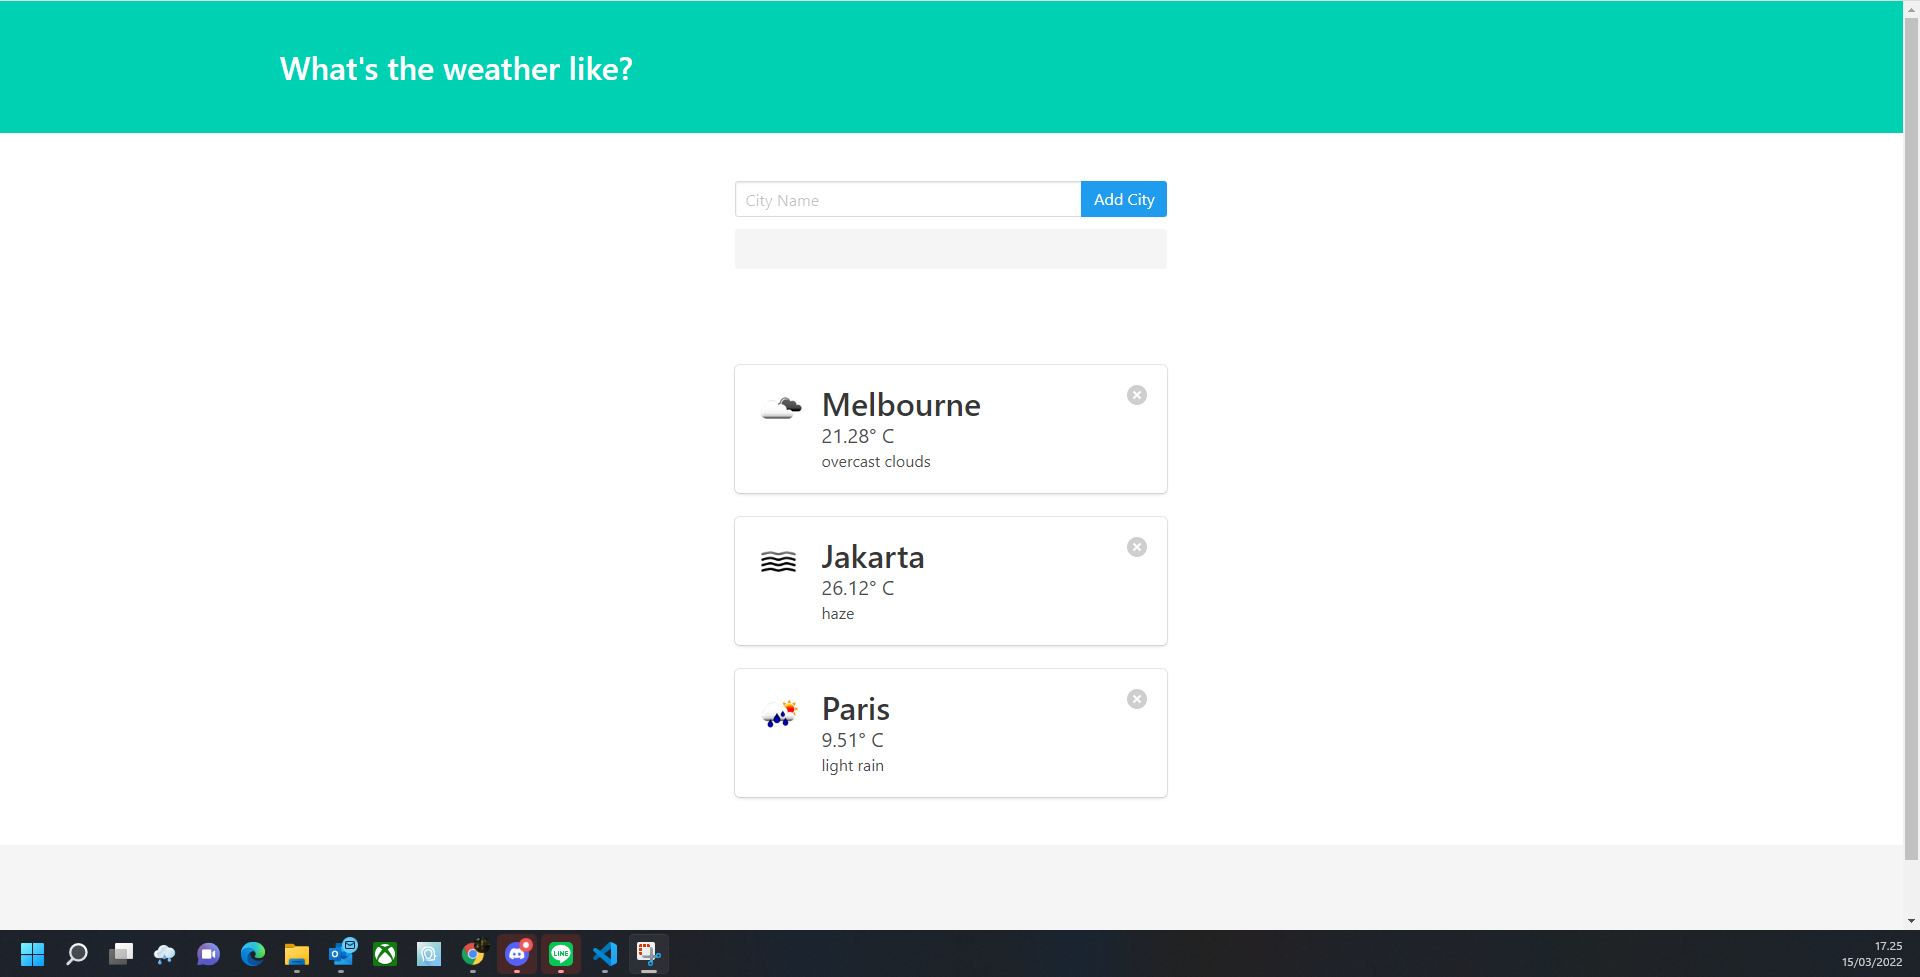 What's the weather like?
City Name
Add City
Melbourne
21.28° C
overcast clouds
Jakarta
26.12° C
haze
Paris
9.51° C
light rain
LINE
17.25
15/03/2022